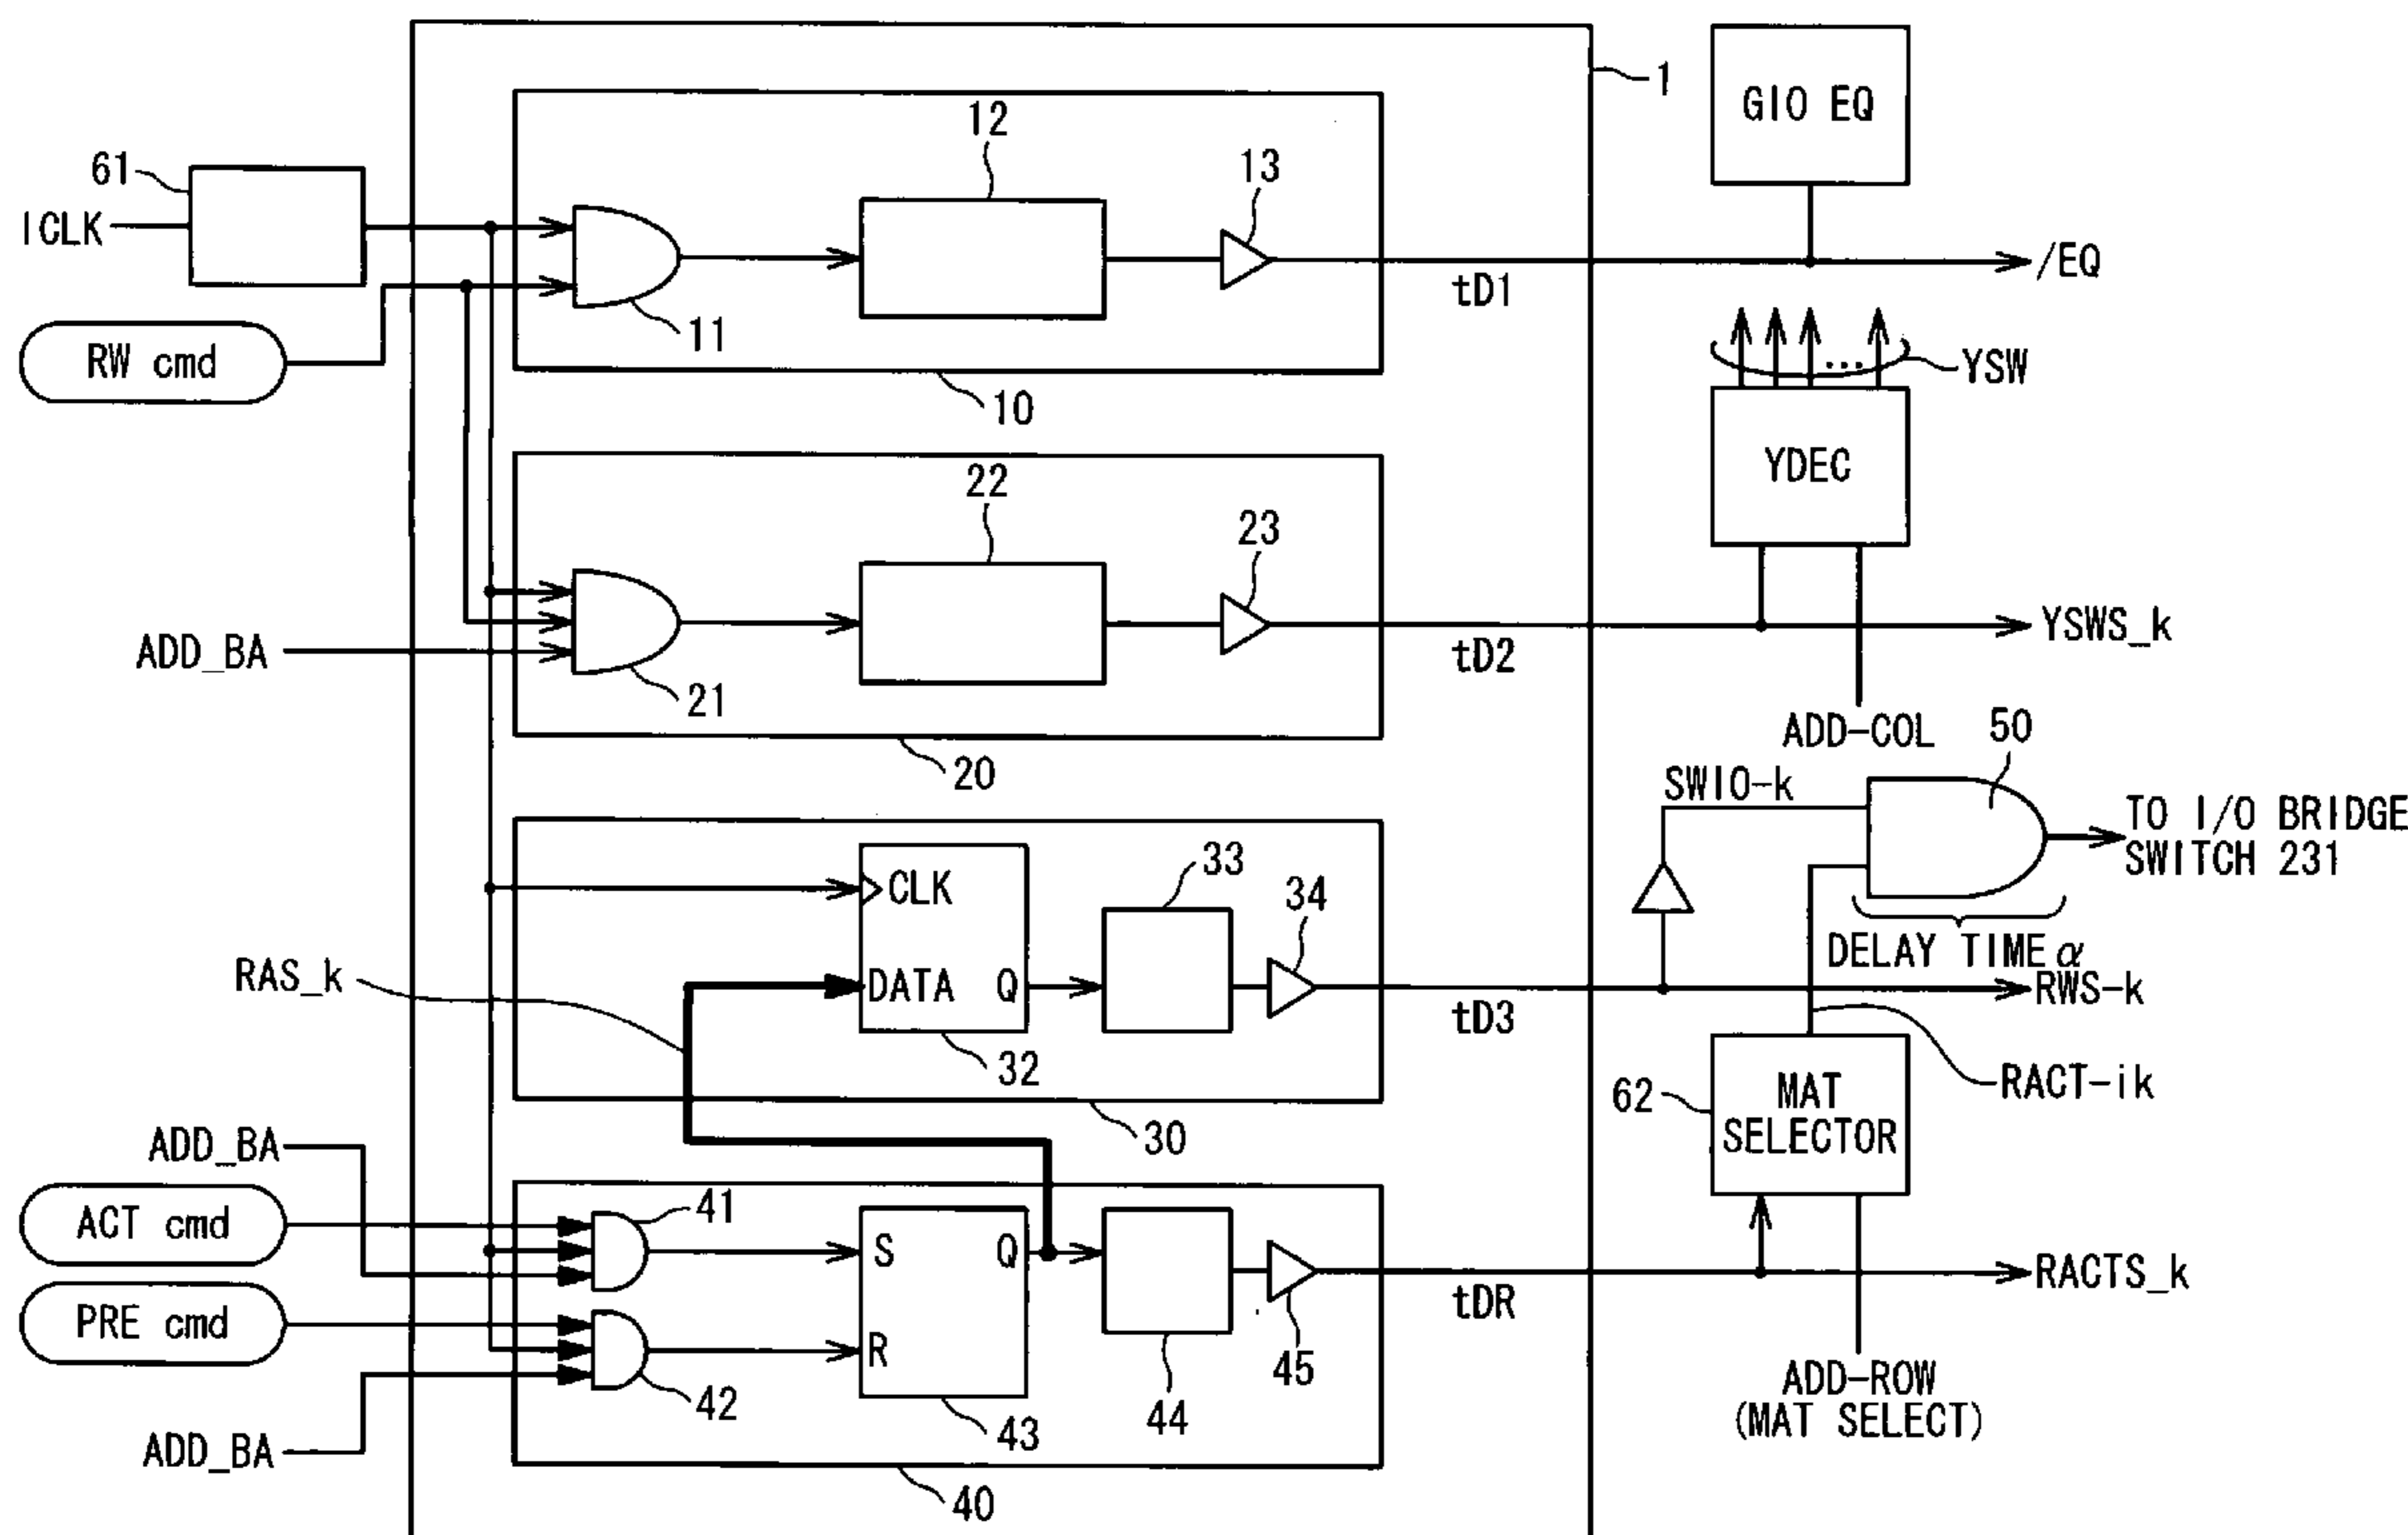 1
GIO EQ
12
61
13
ICLK
/EQ
tD1
11
RW cmd
YSW
...
10
YDEC
22
23
ADD_BA
YSWS_k
tD2
21
ADD-COL
50
20
SWIO-k
TO I/O BRIDGE
SWITCH 231
33
CLK
34
RAS_k
DATA
Q
DELAY TIME α
RWS-k
tD3
32
RACT-ik
62
MAT
SELECTOR
30
ADD_BA
41
ACT cmd
S
Q
RACTS_k
tDR
PRE cmd
R
42
45
43
44
ADD-ROW
(MAT SELECT)
ADD_BA
40